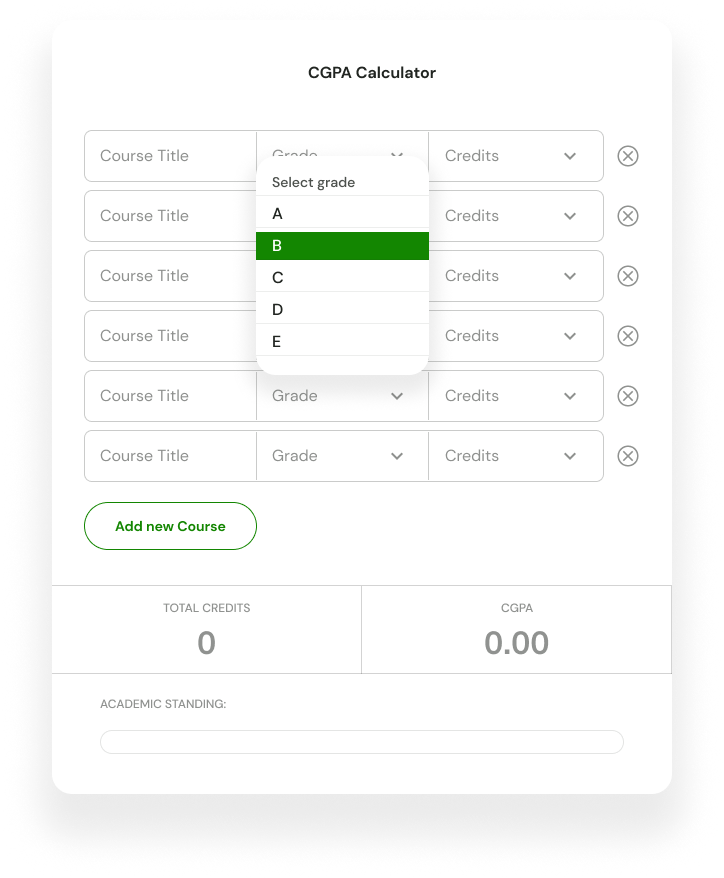 CGPA Calculator
Course Title Grade Credits
Select grade
A
Course Title Credits
B
Course Title Credits
C
D
Course Title Credits
E
Course Title Grade Credits
Course Title Grade Credits
Add new Course
TOTAL CREDITS CGPA
0 0.00
ACADEMIC STANDING: